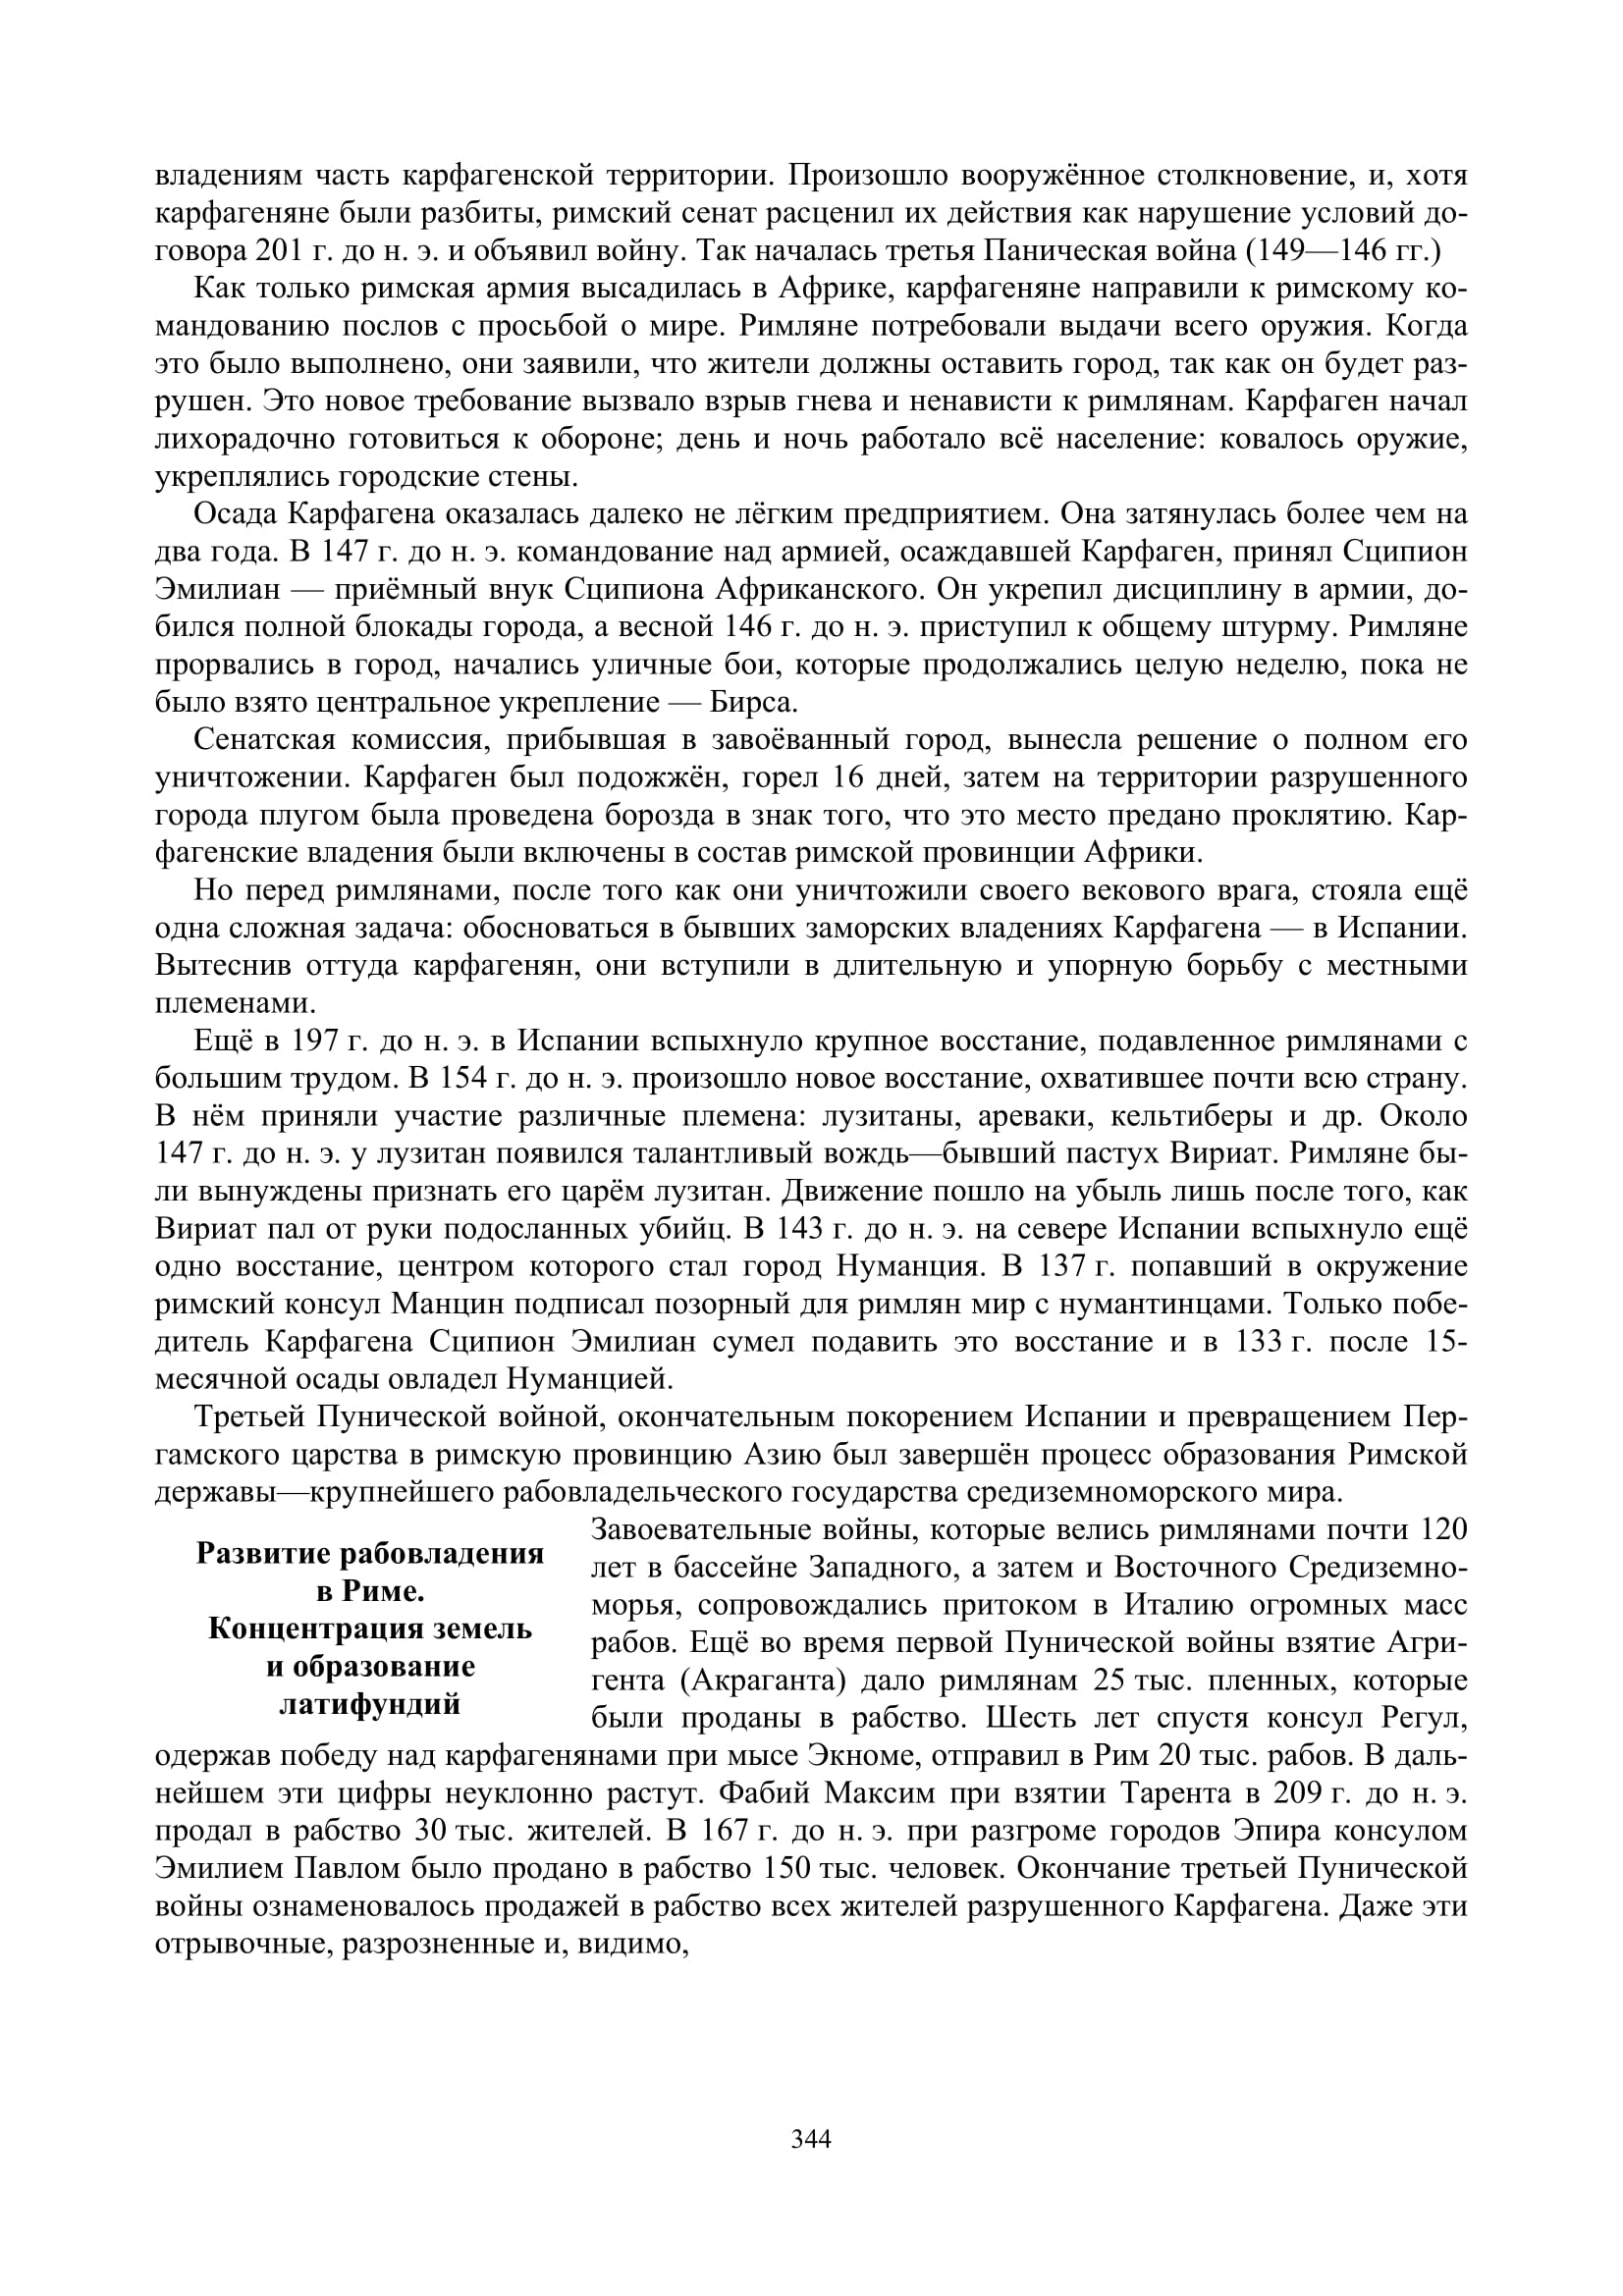 владениям часть карфагенской территории. Произошло вооружённое столкновение, и, хотя
карфагеняне были разбиты, римский сенат расценил их действия как нарушение условий до-
говора 201 г. до н. э. и объявил войну. Так началась третья Паническая война (149—146 гг.)
Как только римская армия высадилась в Африке, карфагеняне направили к римскому ко-
мандованию послов с просьбой о мире. Римляне потребовали выдачи всего оружия. Когда
это было выполнено, они заявили, что жители должны оставить город, так как он будет раз-
рушен. Это новое требование вызвало взрыв гнева и ненависти к римлянам. Карфаген начал
лихорадочно готовиться к обороне; день и ночь работало всё население: ковалось оружие,
укреплялись городские стены.
Осада Карфагена оказалась далеко не лёгким предприятием. Она затянулась более чем на
два года. В 147 г. до н. э. командование над армией, осаждавшей Карфаген, принял Сципион
Эмилиан — приёмный внук Сципиона Африканского. Он укрепил дисциплину в армии, до-
бился полной блокады города, а весной 146 г. до н. э. приступил к общему штурму. Римляне
прорвались в город, начались уличные бои, которые продолжались целую неделю, пока не
было взято центральное укрепление — Бирса.
Сенатская комиссия, прибывшая в завоёванный город, вынесла решение о полном его
уничтожении. Карфаген был подожжён, горел 16 дней, затем на территории разрушенного
города плугом была проведена борозда в знак того, что это место предано проклятию. Кар-
фагенские владения были включены в состав римской провинции Африки.
Но перед римлянами, после того как они уничтожили своего векового врага, стояла ещё
одна сложная задача: обосноваться в бывших заморских владениях Карфагена — в Испании.
Вытеснив оттуда карфагенян, они вступили в длительную и упорную борьбу с местными
племенами.
Ещё в 197 г. до н. э. в Испании вспыхнуло крупное восстание, подавленное римлянами с
большим трудом. В 154 г. до н. э. произошло новое восстание, охватившее почти всю страну.
В нём приняли участие различные племена: лузитаны, ареваки, кельтиберы и др. Около
147 г. до н. э. у лузитан появился талантливый вождь—бывший пастух Вириат. Римляне бы-
ли вынуждены признать его царём лузитан. Движение пошло на убыль лишь после того, как
Вириат пал от руки подосланных убийц. В 143 г. до н. э. на севере Испании вспыхнуло ещё
одно восстание, центром которого стал город Нуманция. В 137 г. попавший в окружение
римский консул Манцин подписал позорный для римлян мир с нумантинцами. Только побе-
дитель Карфагена Сципион Эмилиан сумел подавить это восстание и в 133 г. после 15-
месячной осады овладел Нуманцией.
Третьей Пунической войной, окончательным покорением Испании и превращением Пер-
гамского царства в римскую провинцию Азию был завершён процесс образования Римской
державы—крупнейшего рабовладельческого государства средиземноморского мира.
Развитие рабовладения
в Риме.
Концентрация земель
и образование
латифундий
Завоевательные войны, которые велись римлянами почти 120
лет в бассейне Западного, а затем и Восточного Средиземно-
морья, сопровождались притоком в Италию огромных масс
рабов. Ещё во время первой Пунической войны взятие Агри-
гента (Акраганта) дало римлянам 25 тыс. пленных, которые
были проданы в рабство. Шесть лет спустя консул Регул,
одержав победу над карфагенянами при мысе Экноме, отправил в Рим 20 тыс. рабов. В даль-
нейшем эти цифры неуклонно растут. Фабий Максим при взятии Тарента в 209 г. до н. э.
продал в рабство 30 тыс. жителей. В 167 г. до н. э. при разгроме городов Эпира консулом
Эмилием Павлом было продано в рабство 150 тыс. человек. Окончание третьей Пунической
войны ознаменовалось продажей в рабство всех жителей разрушенного Карфагена. Даже эти
отрывочные, разрозненные и, видимо,
344